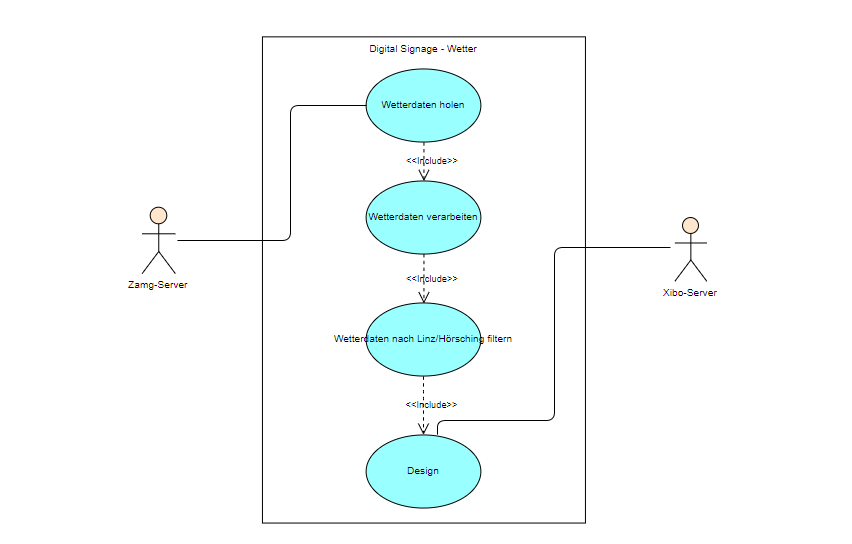 Digital Signage - Wetter
Wetterdaten holen
<<Include>>
Wetterdaten verarbeiten
<<Include>>
Wetterdaten nach Linz/Hörsching filtern
<<Include>>
Design
Zamg-Server
Xibo-Server